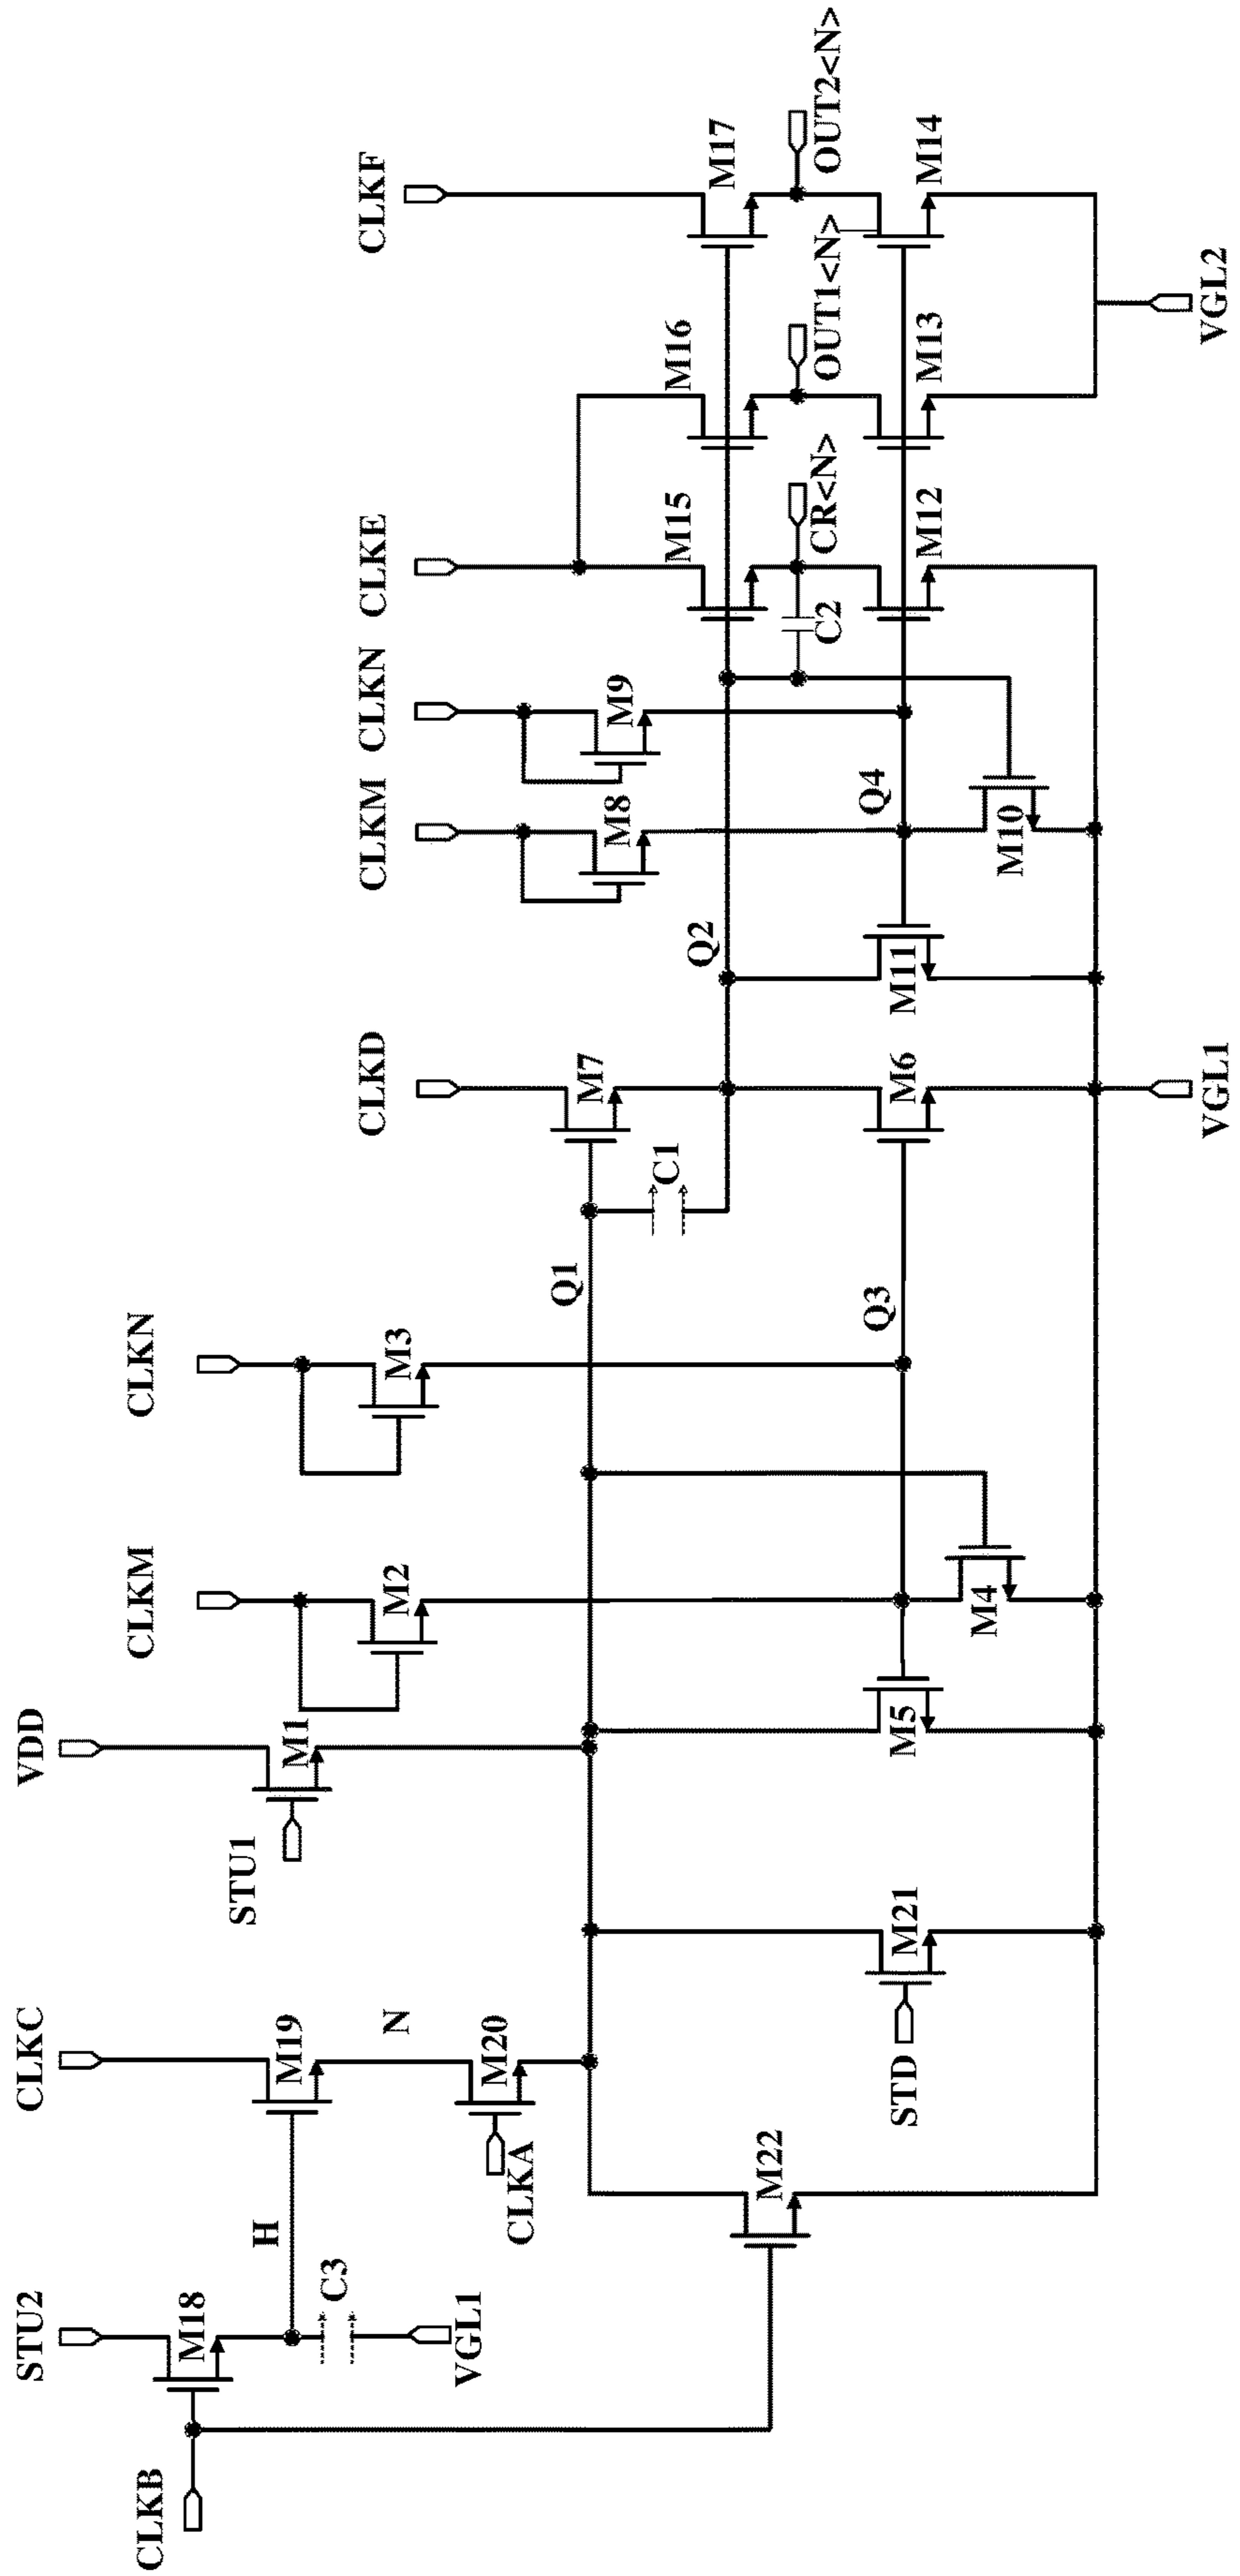 CLKB
STU2
M18
H
C3
VGL1
CLKC
M19
N
M20
CLKA
M22
STD
M21
VDD
M1
STU1
CLKM
M2
M5
M4
CLKN
M3
Q1
Q3
C1
CLKD
M7
M6
VGL1
Q2
M11
CLKM
M8
Q4
M10
CLKN
M9
CLKE
M15
C2
CR<N>
M12
M16
OUT1<N>
M13
CLKF
M17
OUT2<N>
M14
VGL2